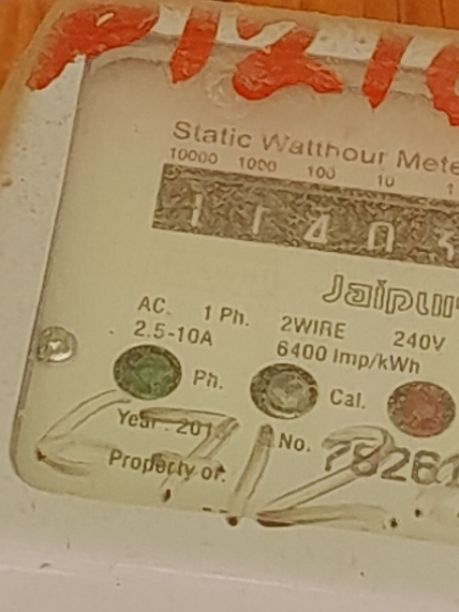 Static Watthour Mete
10000 1000 100 10 1
1 1 4 0
Jaipur
AC. 1 Ph. 2WIRE 240V
2.5-10A 6400 Imp/kWh
Ph. Cal.
Year 201
No. 78261
Property of.